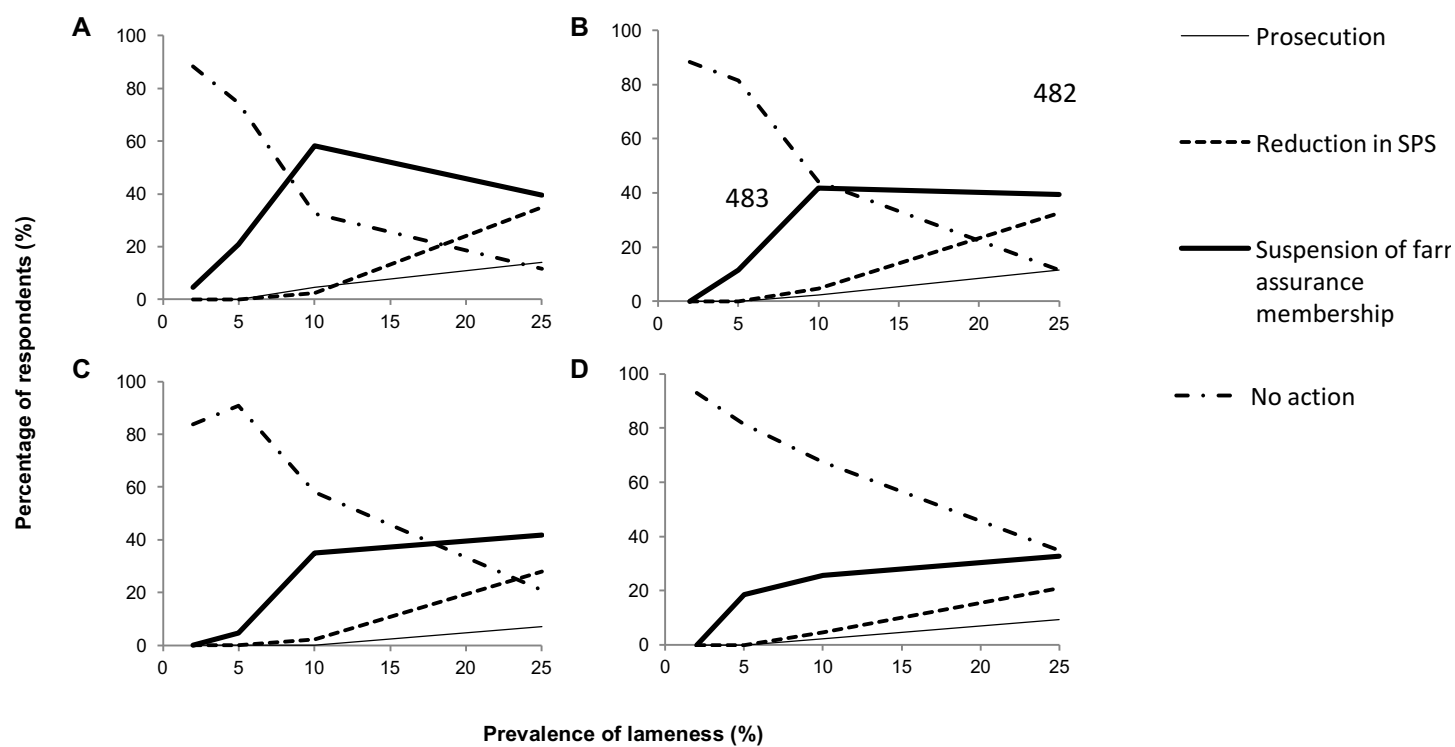 A
100
80
60
40
20
0
0 5 10 15 20 25
B
100
80
60
40
20
0
0 5 10 15 20 25
482
483
C
100
80
60
40
20
0
0 5 10 15 20 25
D
100
80
60
40
20
0
0 5 10 15 20 25
Percentage of respondents (%)
Prevalence of lameness (%)
Prosecution
Reduction in SPS
Suspension of farr
assurance
membership
No action